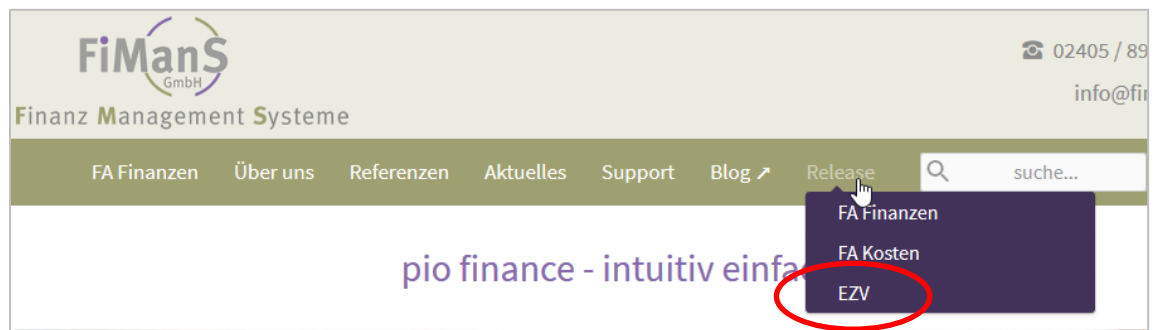 FiManS
GmbH
Finanz Management Systeme
☎ 02405 / 89
info@fi
FA Finanzen Über uns Referenzen Aktuelles Support Blog ↗ Release suche...
FA Finanzen
FA Kosten
EZV
pio finance - intuitiv einfa